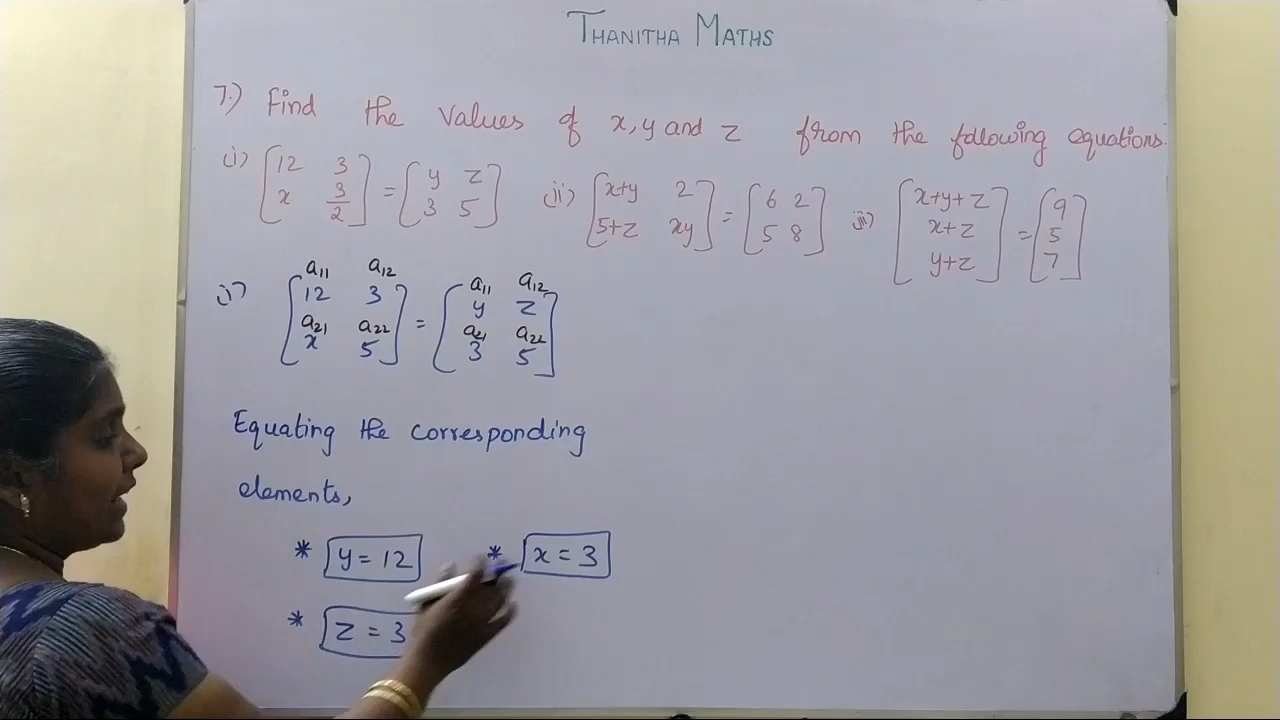 THANITHA MATHS
7.) Find the values of x, y and z from the following equations.
i) [12 3 = [y z ii) [x+y 2 = [6 2 iii) [x+y+z = [9
x 3/2] 3 5] 5+z xy] 5 8] x+z 5
y+z] 7]
a11 a12 a11 a12
i) [12 3 = [y z
a21 a22 a21 a22
x 5] 3 5]
Equating the corresponding
elements,
* y = 12 * x = 3
* z = 3